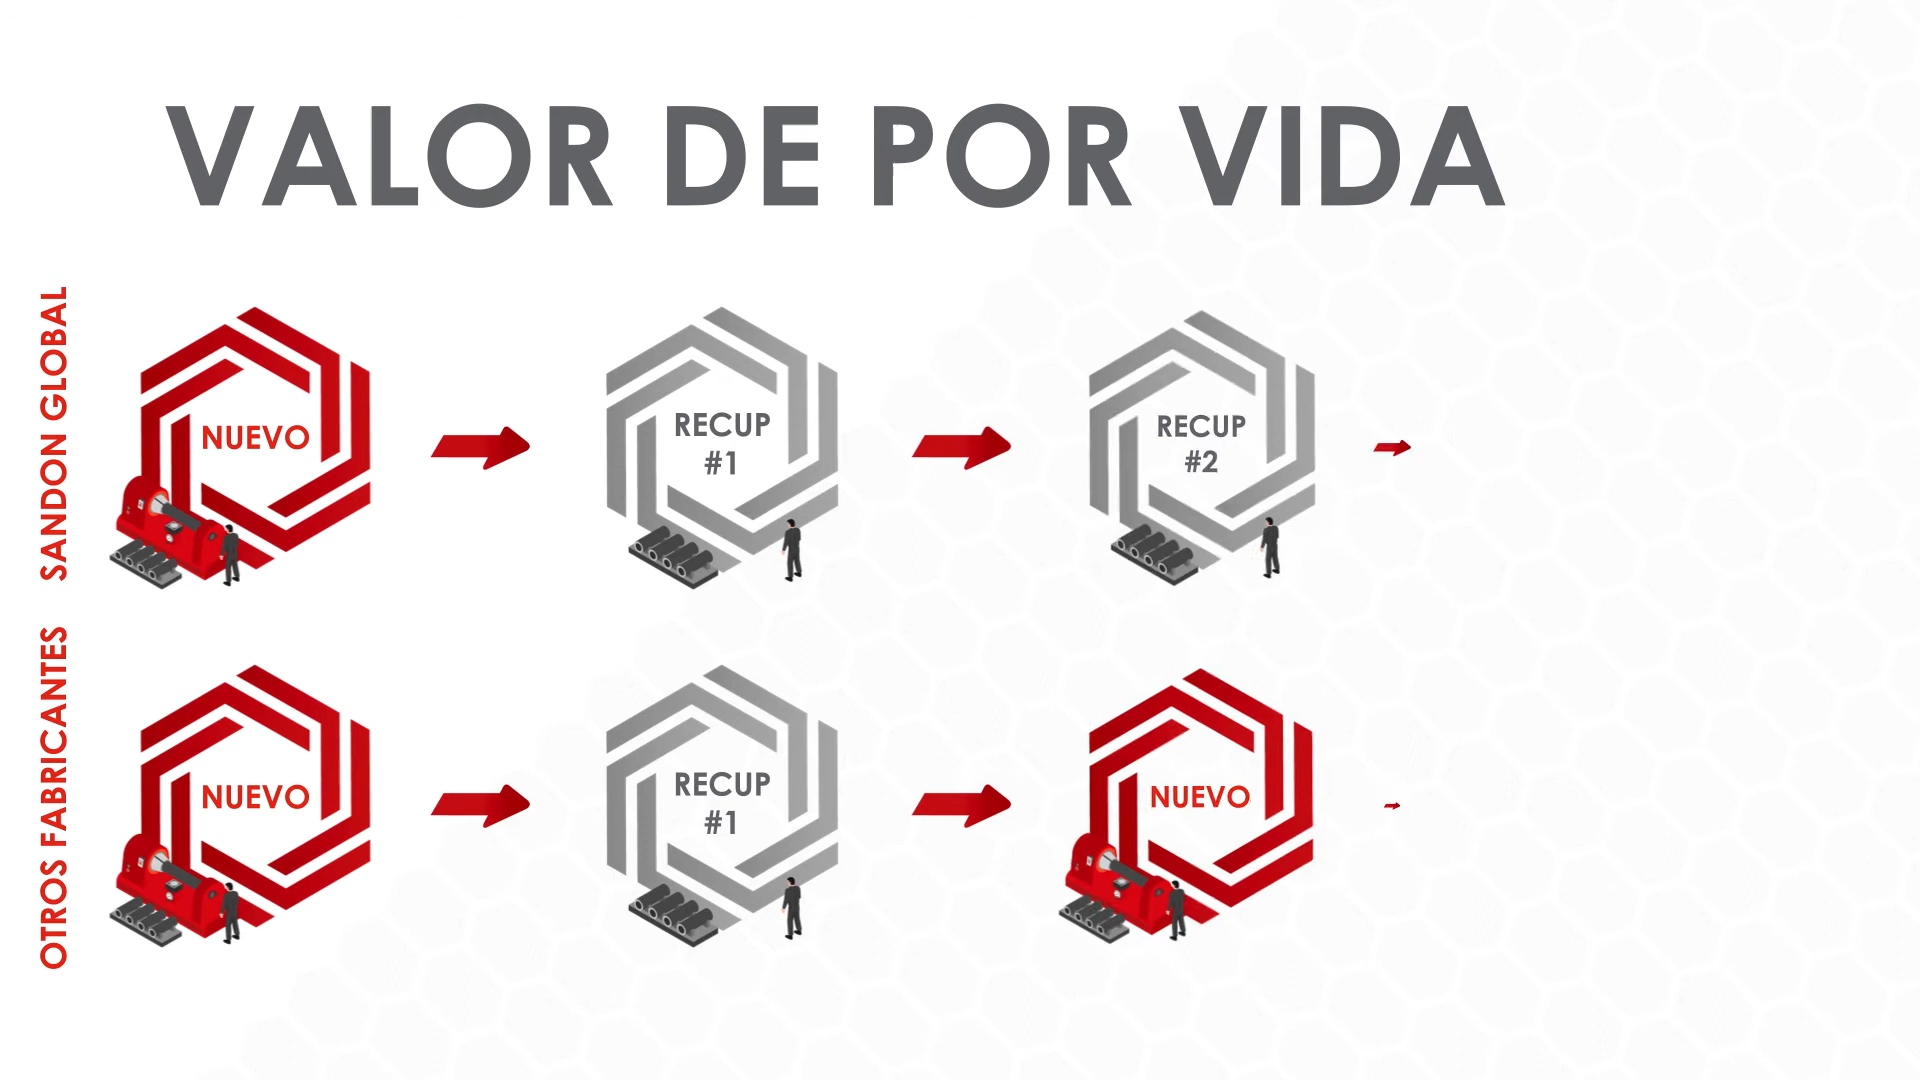 VALOR DE POR VIDA
SANDON GLOBAL
NUEVO
RECUP
#1
RECUP
#2
OTROS FABRICANTES
NUEVO
RECUP
#1
NUEVO